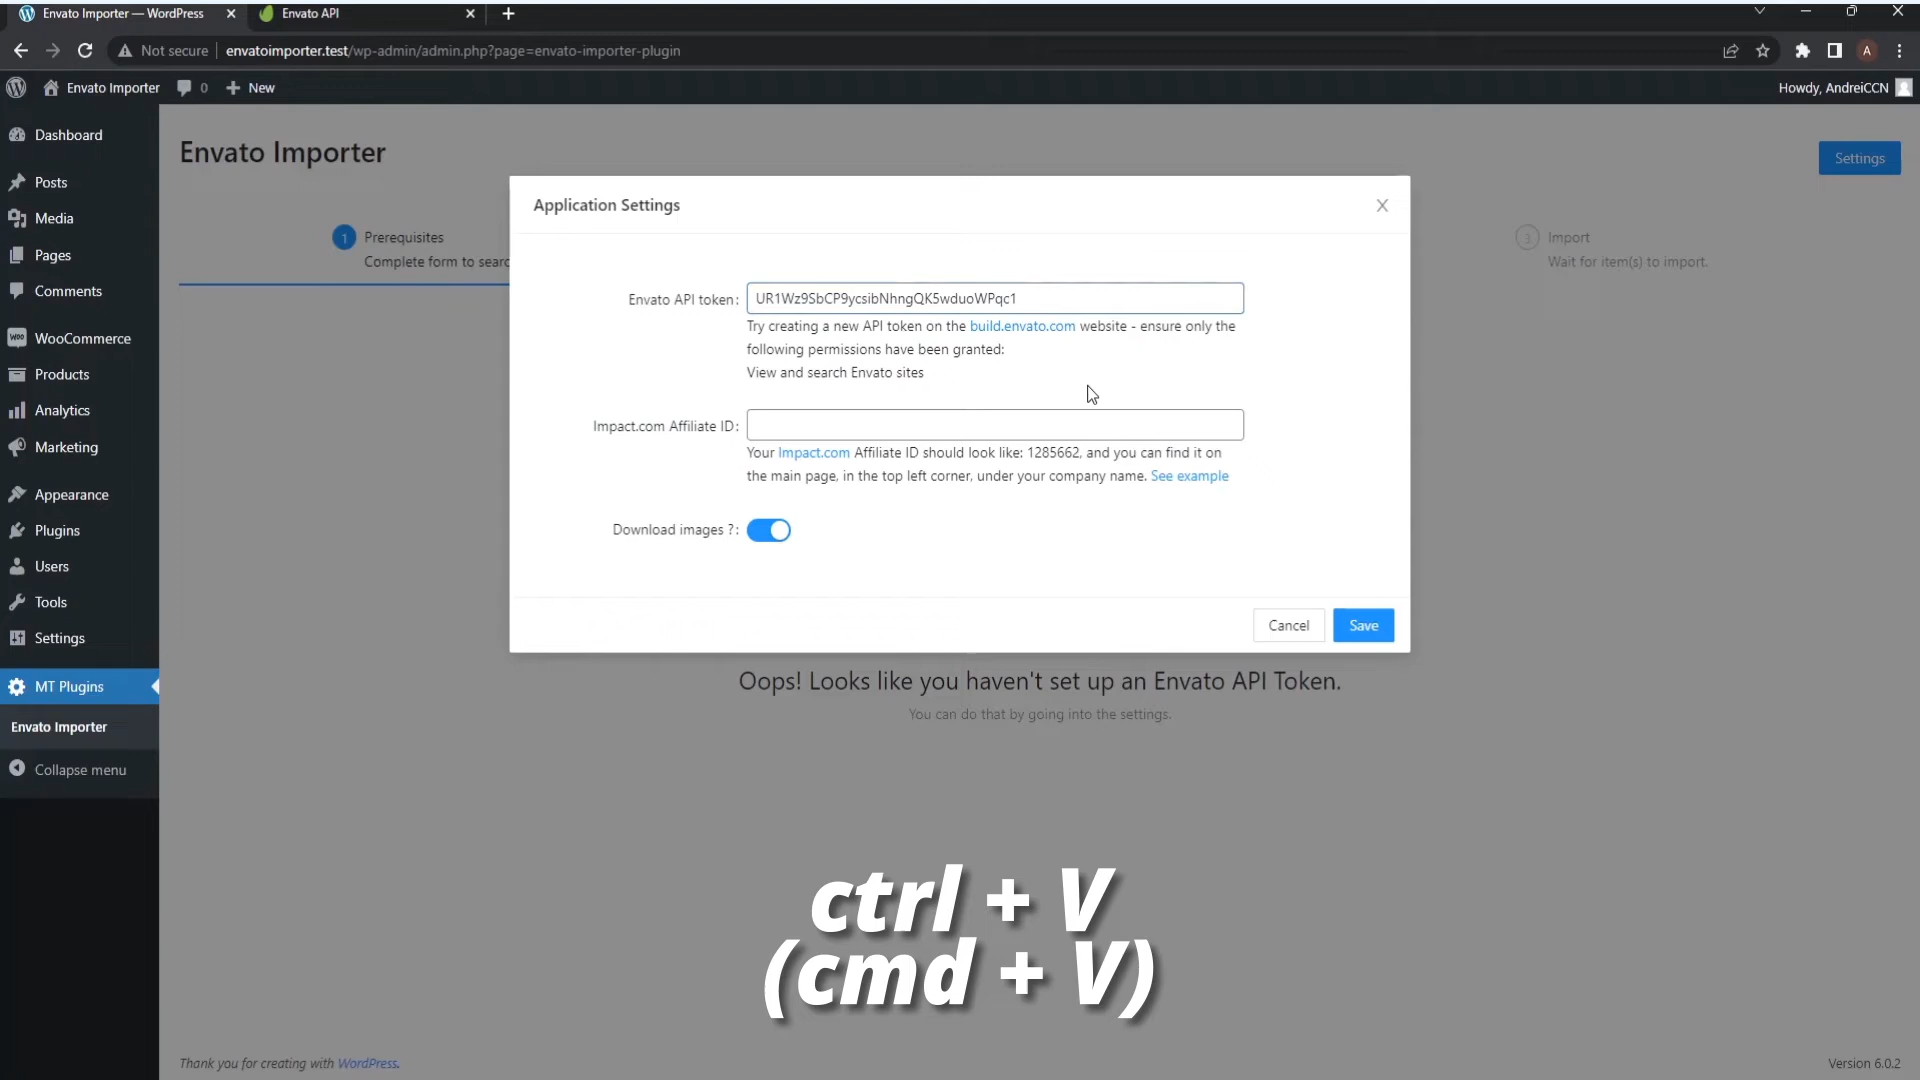 Envato Importer — WordPress
Envato API
Not secure
envatoimporter.test/wp-admin/admin.php?page=envato-importer-plugin
A
Envato Importer
0
New
Howdy, AndreiCCN
Dashboard
Posts
Media
Pages
Comments
WooCommerce
Products
Analytics
Marketing
Appearance
Plugins
Users
Tools
Settings
MT Plugins
Envato Importer
Collapse menu
Envato Importer
Settings
1 Prerequisites
Complete form to searc
3 Import
Wait for item(s) to import.
Application Settings
Envato API token: UR1Wz9SbCP9ycsibNhngQK5wduoWPqc1
Try creating a new API token on the build.envato.com website - ensure only the
following permissions have been granted:
View and search Envato sites
Impact.com Affiliate ID:
Your Impact.com Affiliate ID should look like: 1285662, and you can find it on
the main page, in the top left corner, under your company name. See example
Download images ?:
Cancel
Save
Oops! Looks like you haven't set up an Envato API Token.
You can do that by going into the settings.
ctrl + V
(cmd + V)
Thank you for creating with WordPress.
Version 6.0.2